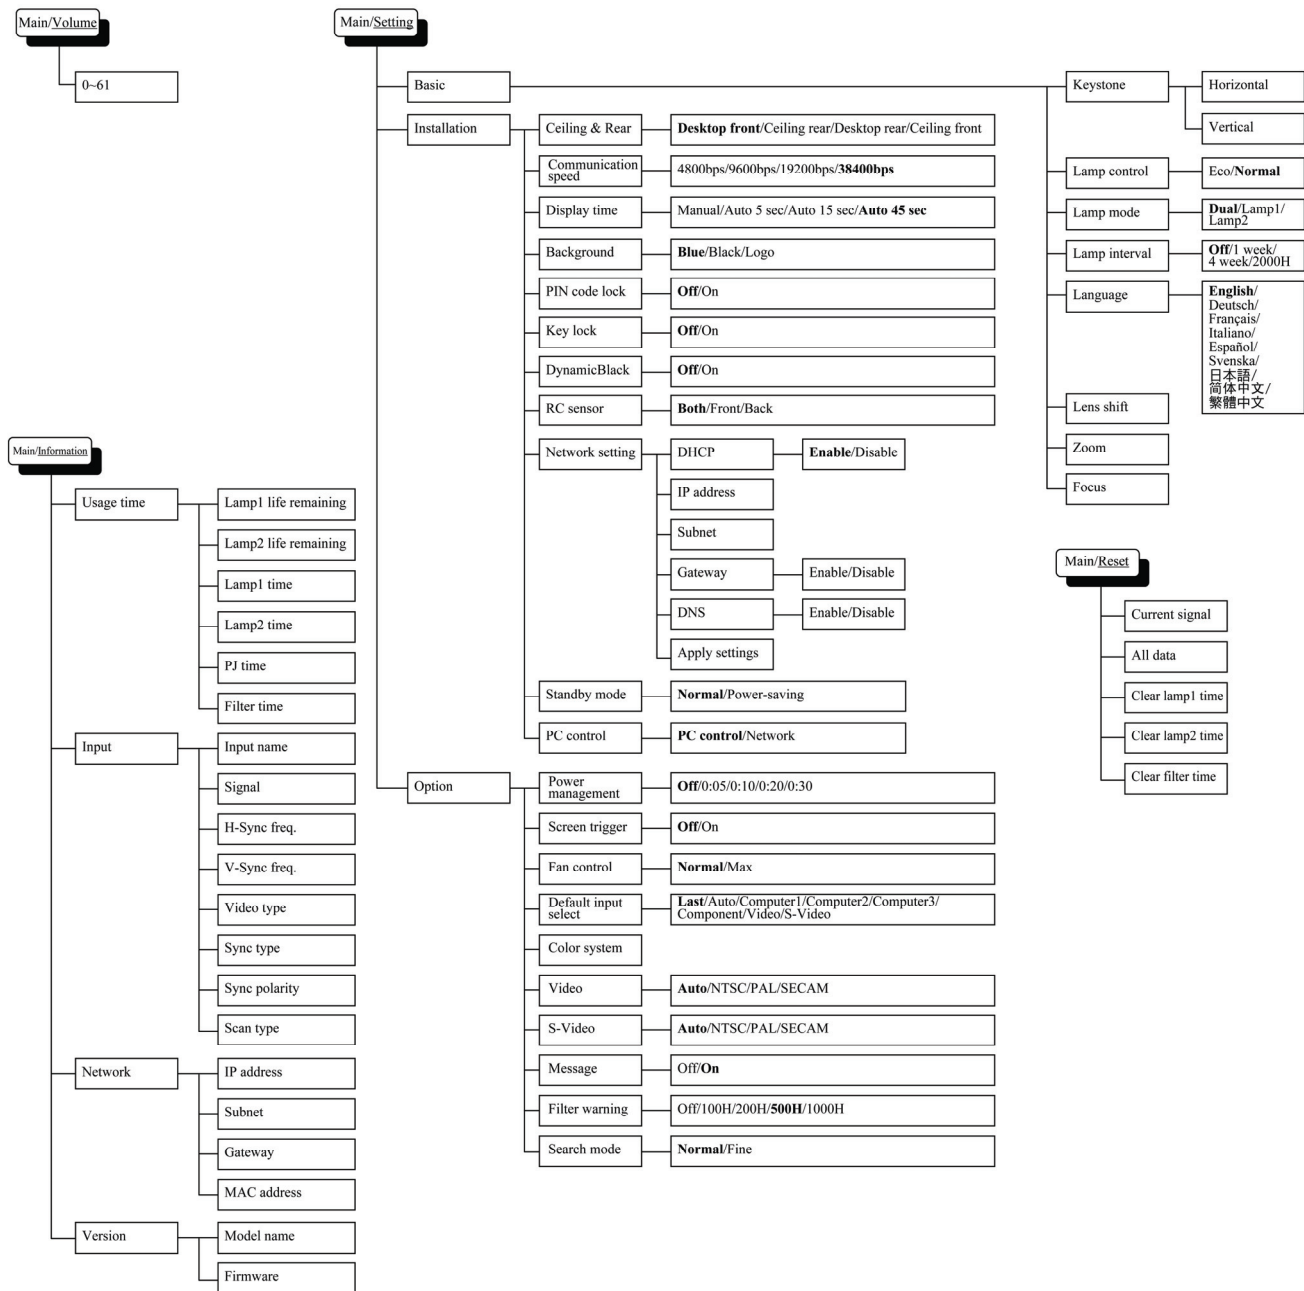 Main/Volume
0~61
Main/Setting
Basic
Keystone
Horizontal
Vertical
Lamp control
Eco/Normal
Lamp mode
Dual/Lamp1/
Lamp2
Lamp interval
Off/1 week/
4 week/2000H
Language
English/
Deutsch/
Français/
Italiano/
Español/
Svenska/
日本語/
简体中文/
繁體中文
Lens shift
Zoom
Focus
Installation
Ceiling & Rear
Desktop front/Ceiling rear/Desktop rear/Ceiling front
Communication
speed
4800bps/9600bps/19200bps/38400bps
Display time
Manual/Auto 5 sec/Auto 15 sec/Auto 45 sec
Background
Blue/Black/Logo
PIN code lock
Off/On
Key lock
Off/On
DynamicBlack
Off/On
RC sensor
Both/Front/Back
Network setting
DHCP
Enable/Disable
IP address
Subnet
Gateway
Enable/Disable
DNS
Enable/Disable
Apply settings
Standby mode
Normal/Power-saving
PC control
PC control/Network
Option
Power
management
Off/0:05/0:10/0:20/0:30
Screen trigger
Off/On
Fan control
Normal/Max
Default input
select
Last/Auto/Computer1/Computer2/Computer3/
Component/Video/S-Video
Color system
Video
Auto/NTSC/PAL/SECAM
S-Video
Auto/NTSC/PAL/SECAM
Message
Off/On
Filter warning
Off/100H/200H/500H/1000H
Search mode
Normal/Fine
Main/Information
Usage time
Lamp1 life remaining
Lamp2 life remaining
Lamp1 time
Lamp2 time
PJ time
Filter time
Input
Input name
Signal
H-Sync freq.
V-Sync freq.
Video type
Sync type
Sync polarity
Scan type
Network
IP address
Subnet
Gateway
MAC address
Version
Model name
Firmware
Main/Reset
Current signal
All data
Clear lamp1 time
Clear lamp2 time
Clear filter time